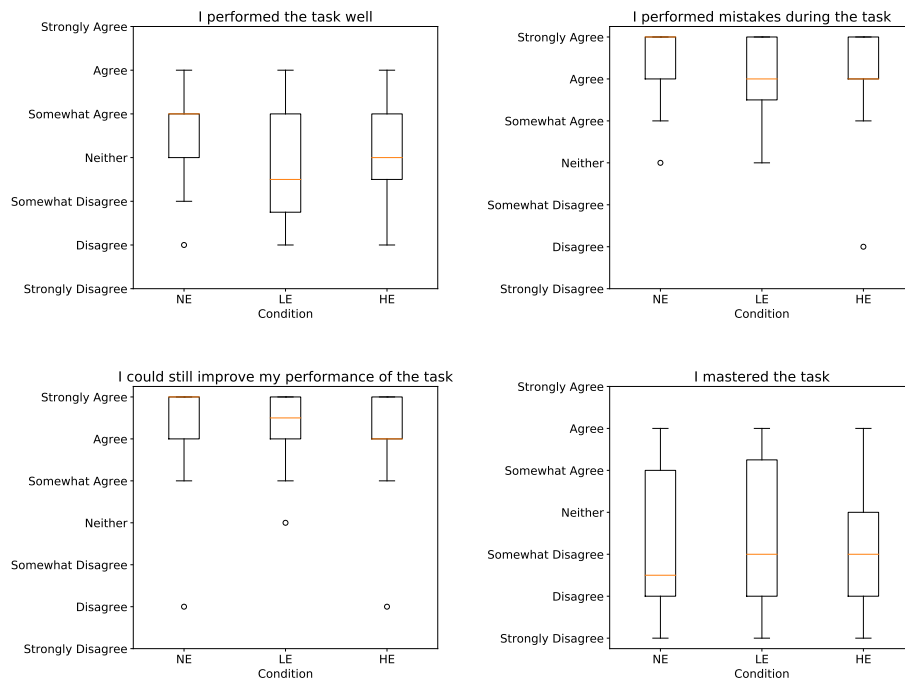 I performed the task well
Strongly Agree
Agree
Somewhat Agree
Neither
Somewhat Disagree
Disagree
Strongly Disagree
NE LE HE
Condition
I performed mistakes during the task
Strongly Agree
Agree
Somewhat Agree
Neither
Somewhat Disagree
Disagree
Strongly Disagree
NE LE HE
Condition
I could still improve my performance of the task
Strongly Agree
Agree
Somewhat Agree
Neither
Somewhat Disagree
Disagree
Strongly Disagree
NE LE HE
Condition
I mastered the task
Strongly Agree
Agree
Somewhat Agree
Neither
Somewhat Disagree
Disagree
Strongly Disagree
NE LE HE
Condition